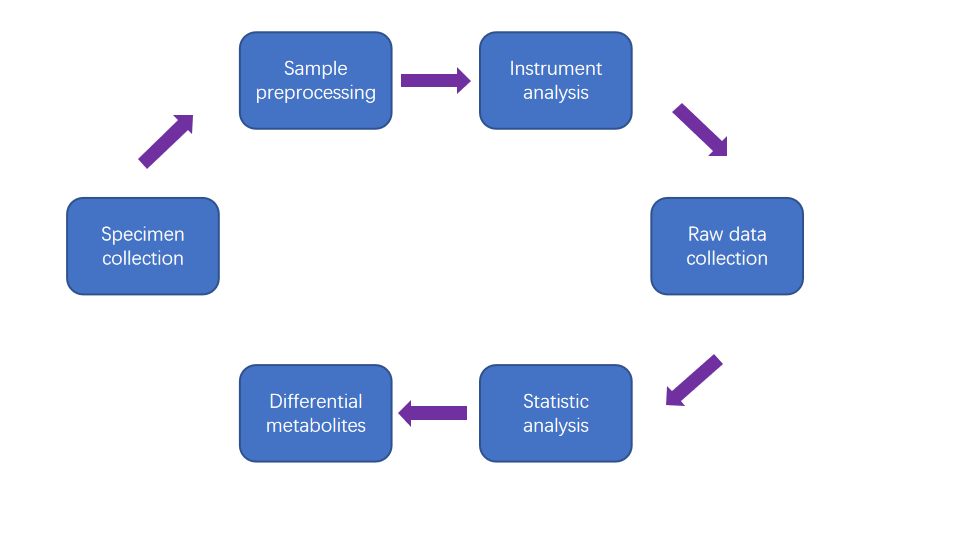 Sample
preprocessing
Instrument
analysis
Specimen
collection
Raw data
collection
Differential
metabolites
Statistic
analysis